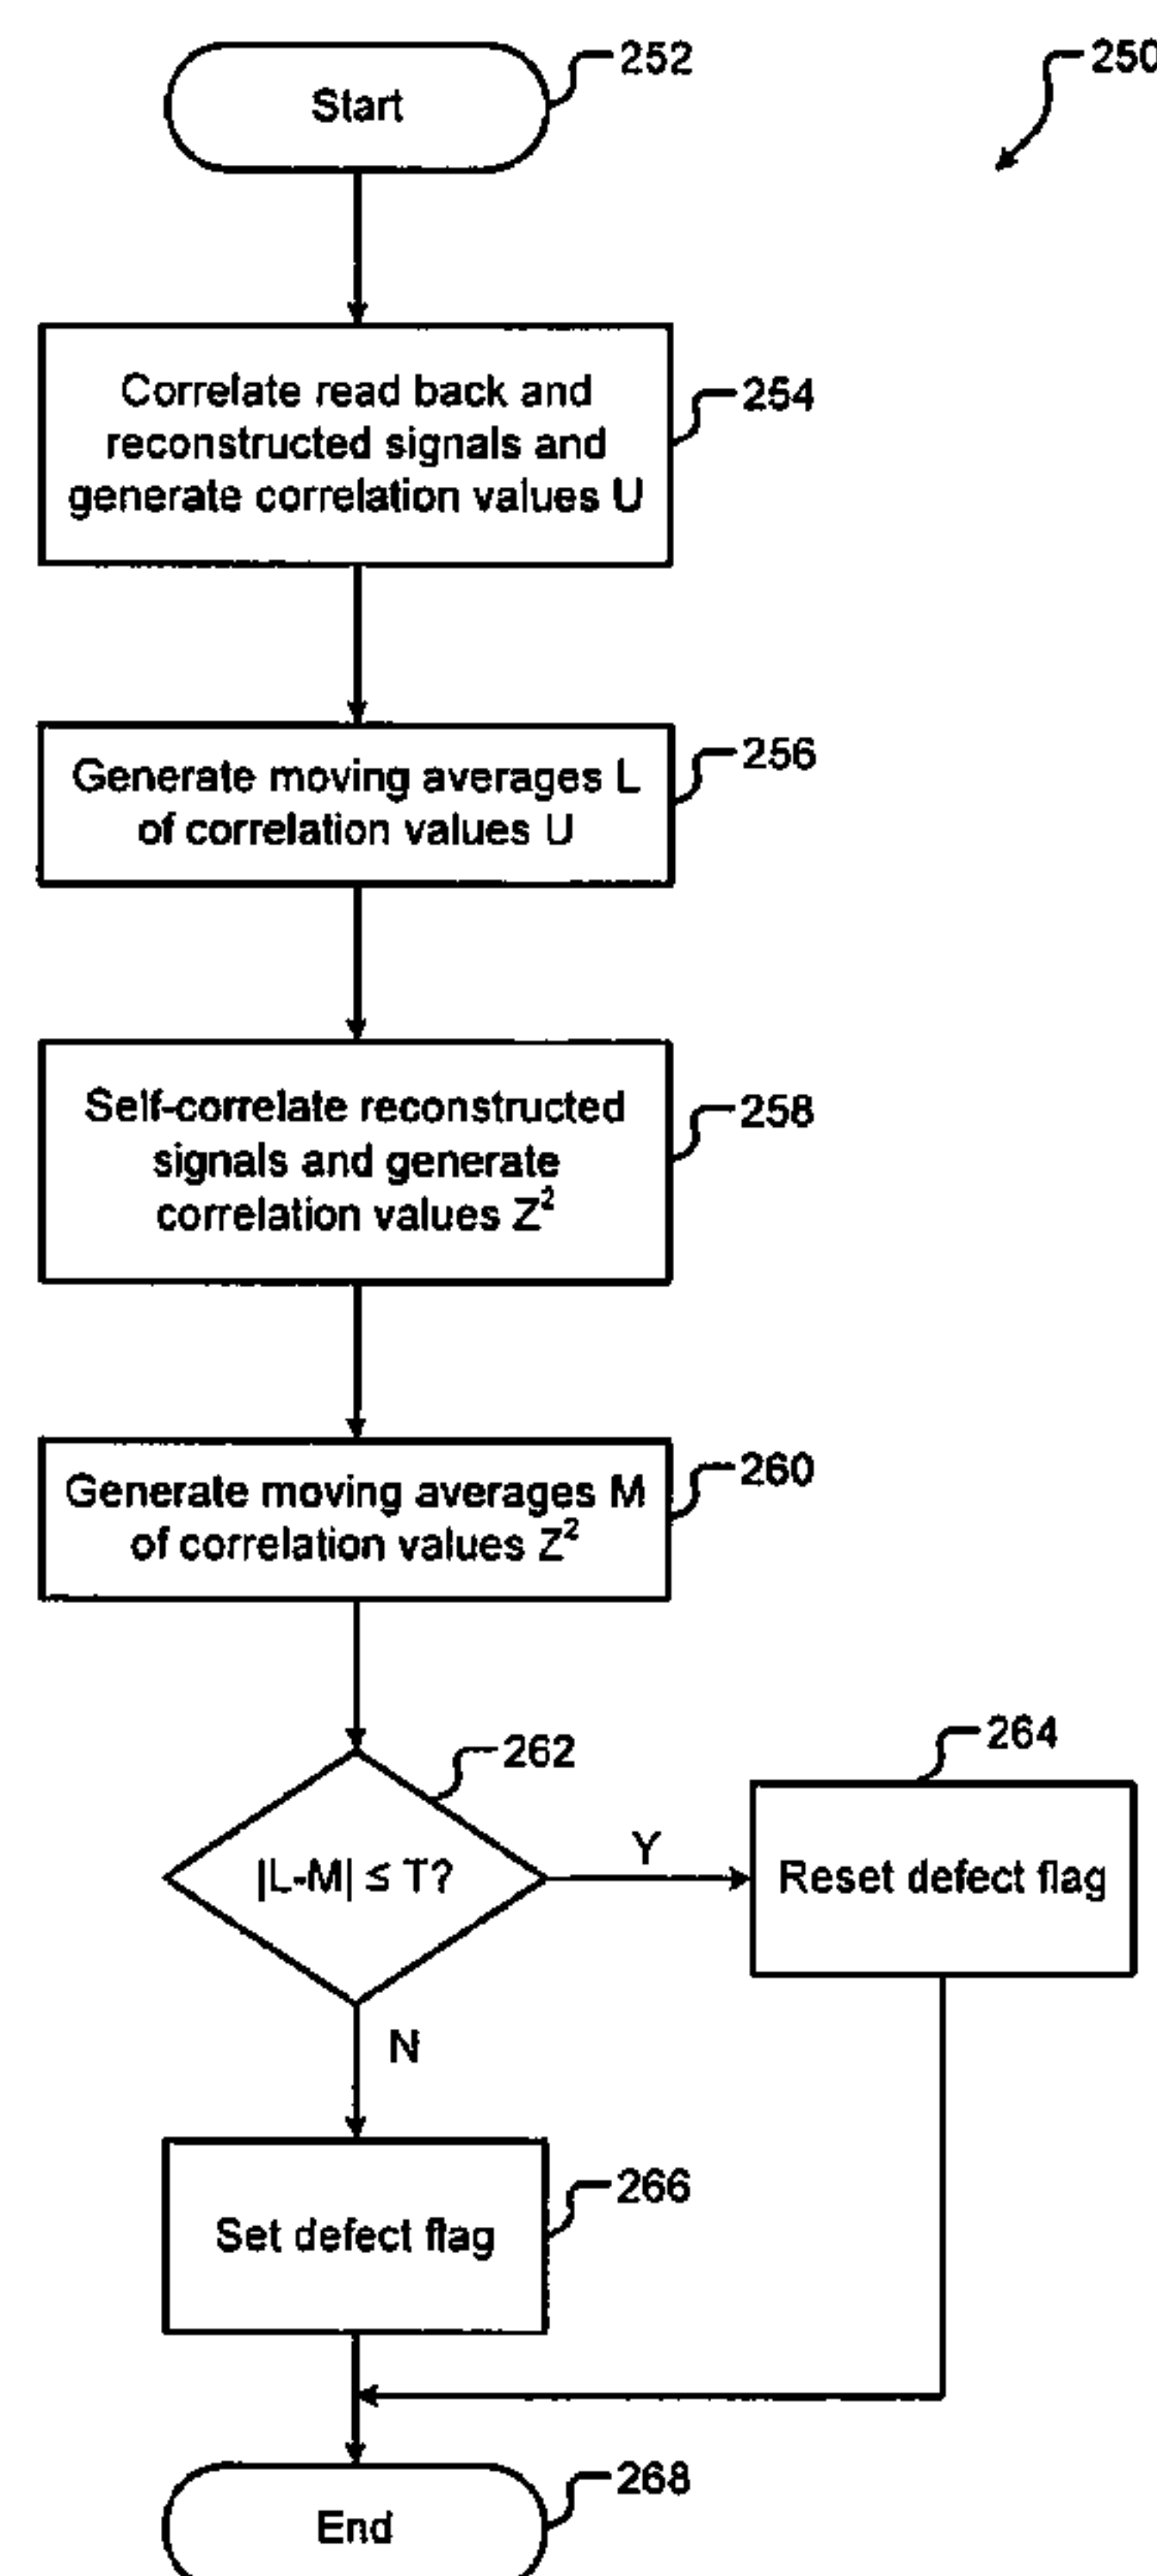 Start
252
250
Correlate read back and
reconstructed signals and
generate correlation values U
254
Generate moving averages L
of correlation values U
256
Self-correlate reconstructed
signals and generate
correlation values Z²
258
Generate moving averages M
of correlation values Z²
260
|L-M| ≤ T?
262
Y
264
Reset defect flag
N
Set defect flag
266
End
268